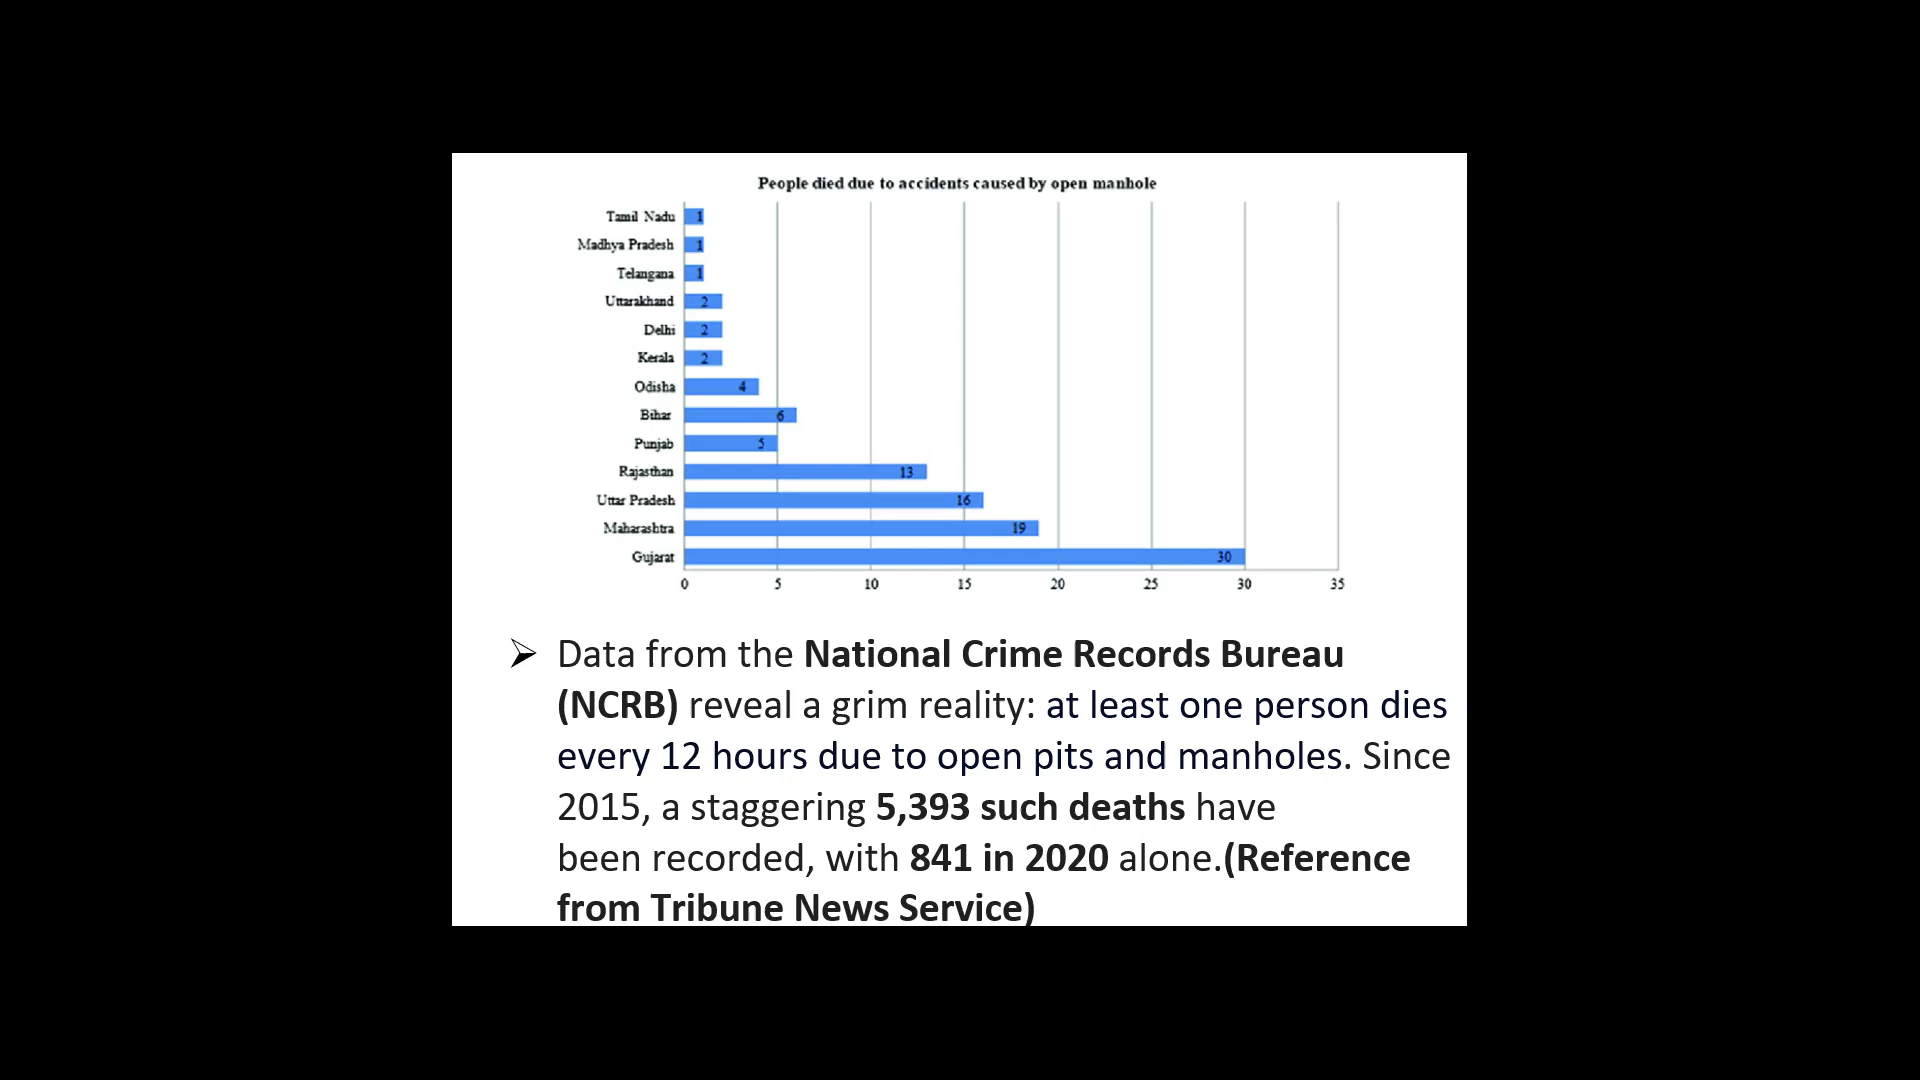 People died due to accidents caused by open manhole
Tamil Nadu 1
Madhya Pradesh 1
Telangana 1
Uttarakhand 2
Delhi 2
Kerala 2
Odisha 4
Bihar 6
Punjab 5
Rajasthan 13
Uttar Pradesh 16
Maharashtra 19
Gujarat 30
0 5 10 15 20 25 30 35
➢ Data from the National Crime Records Bureau
(NCRB) reveal a grim reality: at least one person dies
every 12 hours due to open pits and manholes. Since
2015, a staggering 5,393 such deaths have
been recorded, with 841 in 2020 alone.(Reference
from Tribune News Service)